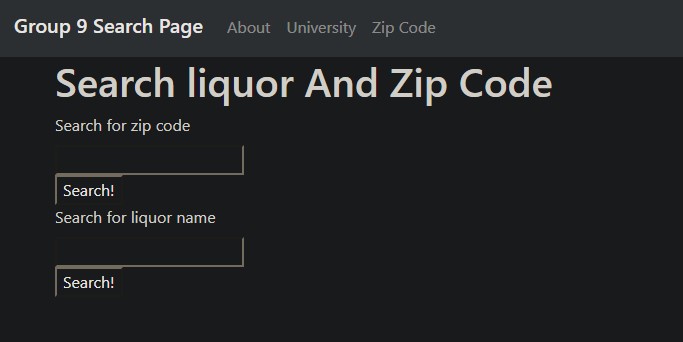 Group 9 Search Page About University Zip Code
Search liquor And Zip Code
Search for zip code
Search!
Search for liquor name
Search!